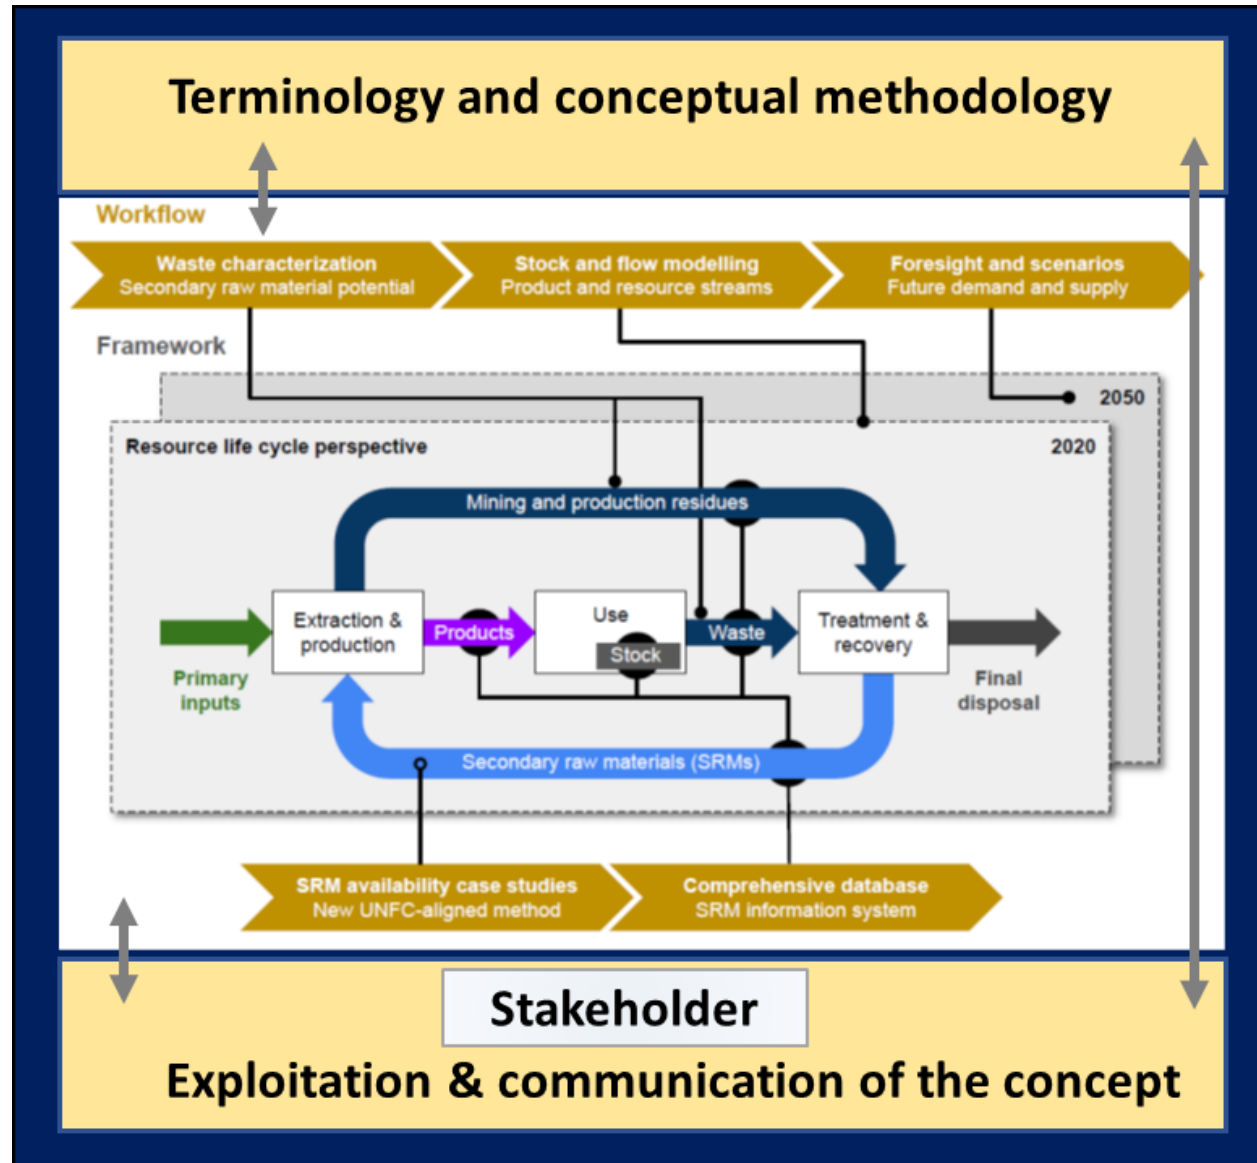 Terminology and conceptual methodology
Workflow
Waste characterization
Secondary raw material potential
Stock and flow modelling
Product and resource streams
Foresight and scenarios
Future demand and supply
Framework
2050
Resource life cycle perspective
2020
Mining and production residues
Extraction &
production
Products
Use
Stock
Waste
Treatment &
recovery
Primary
inputs
Final
disposal
Secondary raw materials (SRMs)
SRM availability case studies
New UNFC-aligned method
Comprehensive database
SRM information system
Stakeholder
Exploitation & communication of the concept